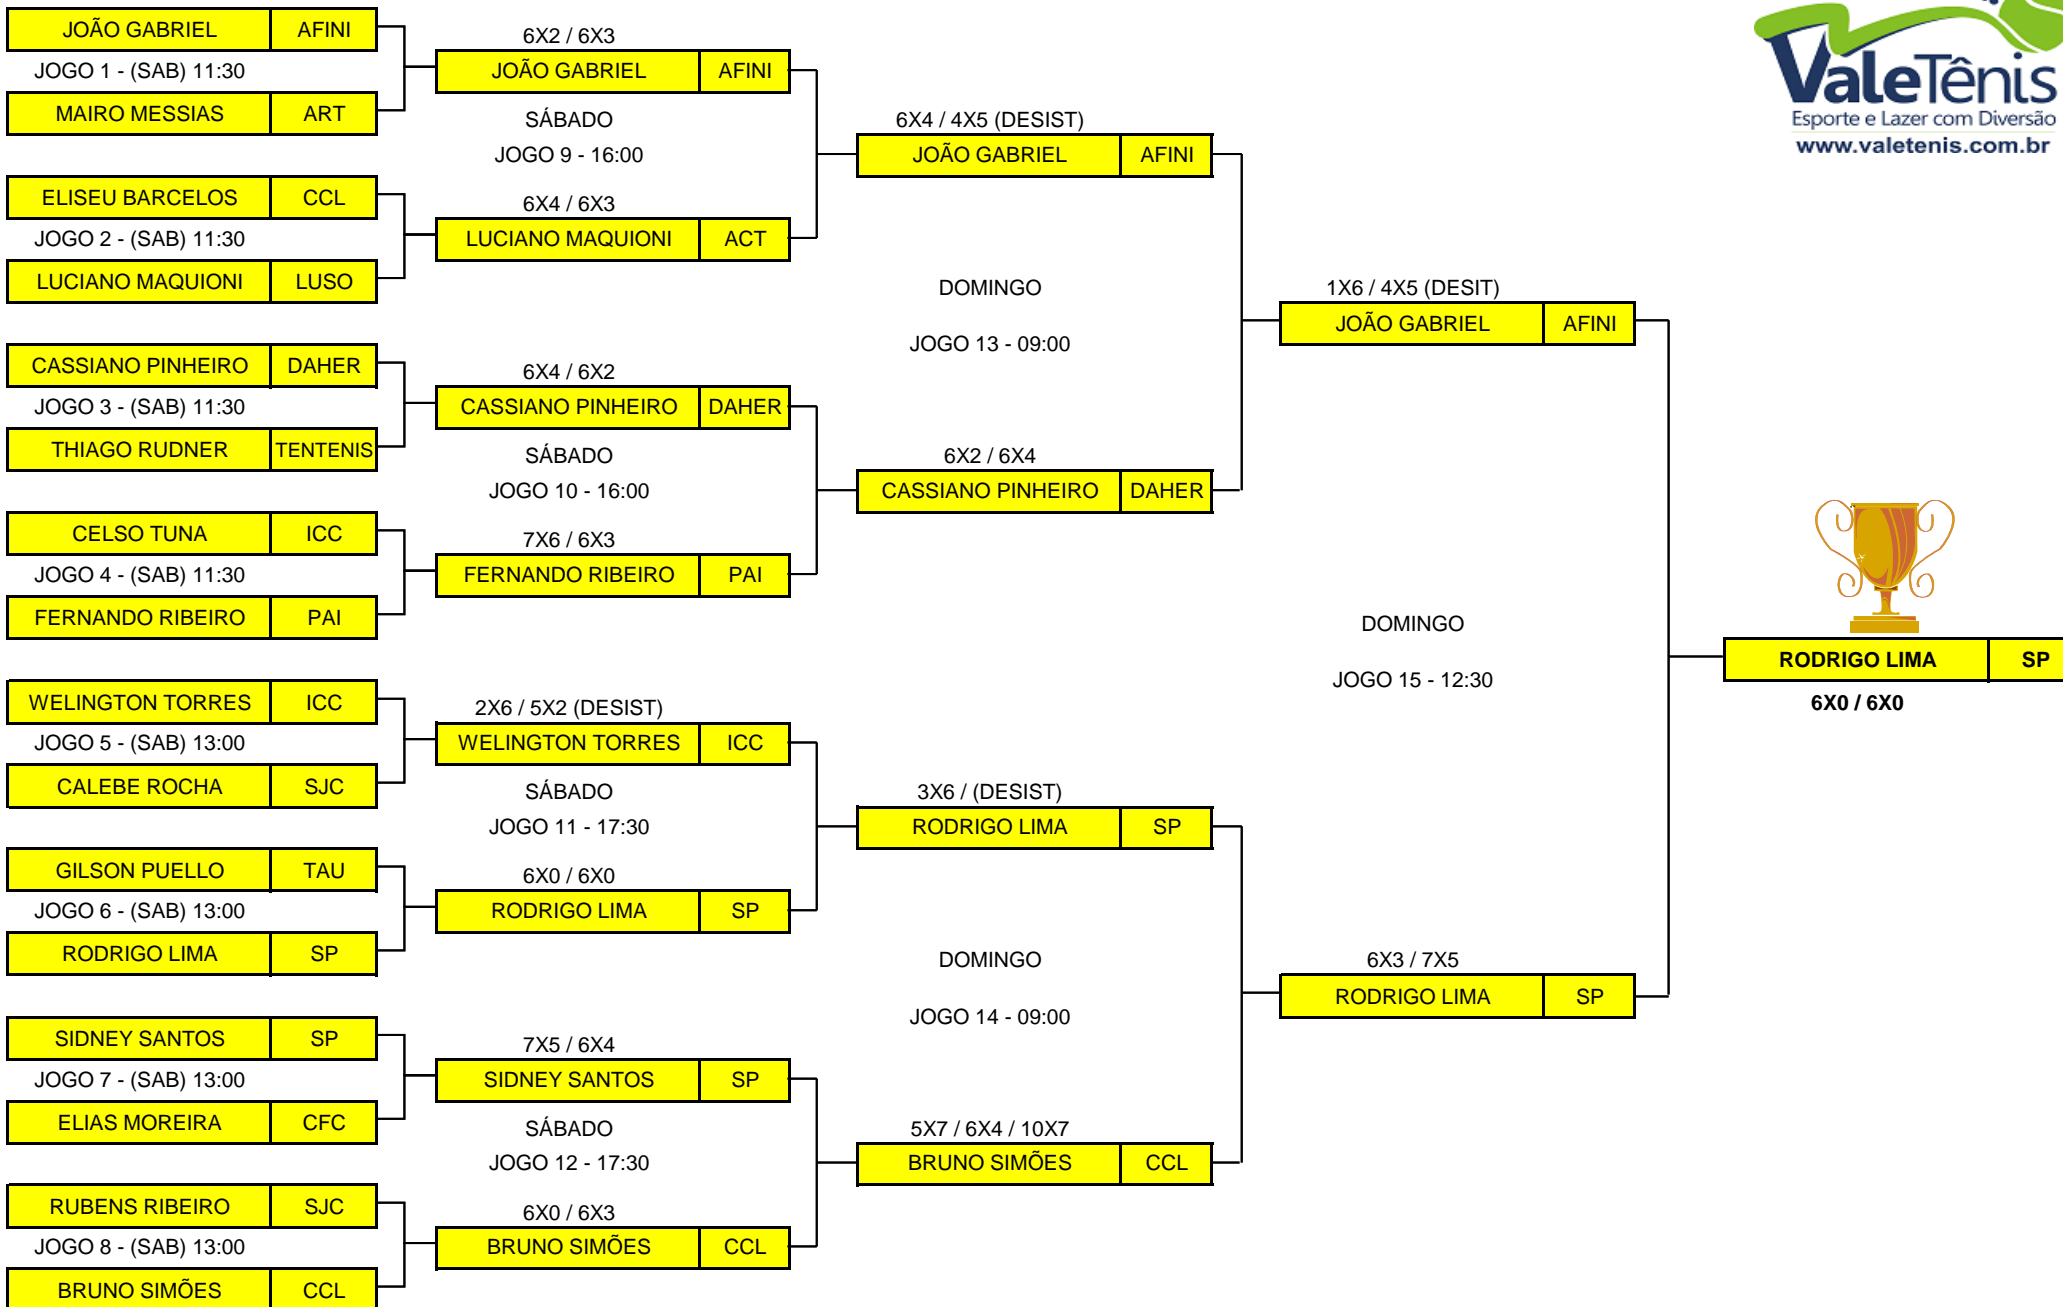 JOÃO GABRIEL AFINI
JOGO 1 - (SAB) 11:30
MAIRO MESSIAS ART
ELISEU BARCELOS CCL
JOGO 2 - (SAB) 11:30
LUCIANO MAQUIONI LUSO
CASSIANO PINHEIRO DAHER
JOGO 3 - (SAB) 11:30
THIAGO RUDNER TENTENIS
CELSO TUNA ICC
JOGO 4 - (SAB) 11:30
FERNANDO RIBEIRO PAI
WELINGTON TORRES ICC
JOGO 5 - (SAB) 13:00
CALEBE ROCHA SJC
GILSON PUELLO TAU
JOGO 6 - (SAB) 13:00
RODRIGO LIMA SP
SIDNEY SANTOS SP
JOGO 7 - (SAB) 13:00
ELIAS MOREIRA CFC
RUBENS RIBEIRO SJC
JOGO 8 - (SAB) 13:00
BRUNO SIMÕES CCL
6X2 / 6X3
JOÃO GABRIEL AFINI
SÁBADO
JOGO 9 - 16:00
6X4 / 6X3
LUCIANO MAQUIONI ACT
6X4 / 6X2
CASSIANO PINHEIRO DAHER
SÁBADO
JOGO 10 - 16:00
7X6 / 6X3
FERNANDO RIBEIRO PAI
2X6 / 5X2 (DESIST)
WELINGTON TORRES ICC
SÁBADO
JOGO 11 - 17:30
6X0 / 6X0
RODRIGO LIMA SP
7X5 / 6X4
SIDNEY SANTOS SP
SÁBADO
JOGO 12 - 17:30
6X0 / 6X3
BRUNO SIMÕES CCL
6X4 / 4X5 (DESIST)
JOÃO GABRIEL AFINI
DOMINGO
JOGO 13 - 09:00
6X2 / 6X4
CASSIANO PINHEIRO DAHER
3X6 / (DESIST)
RODRIGO LIMA SP
DOMINGO
JOGO 14 - 09:00
5X7 / 6X4 / 10X7
BRUNO SIMÕES CCL
1X6 / 4X5 (DESIT)
JOÃO GABRIEL AFINI
DOMINGO
JOGO 15 - 12:30
6X3 / 7X5
RODRIGO LIMA SP
ValeTênis
Esporte e Lazer com Diversão
www.valetenis.com.br
RODRIGO LIMA SP
6X0 / 6X0